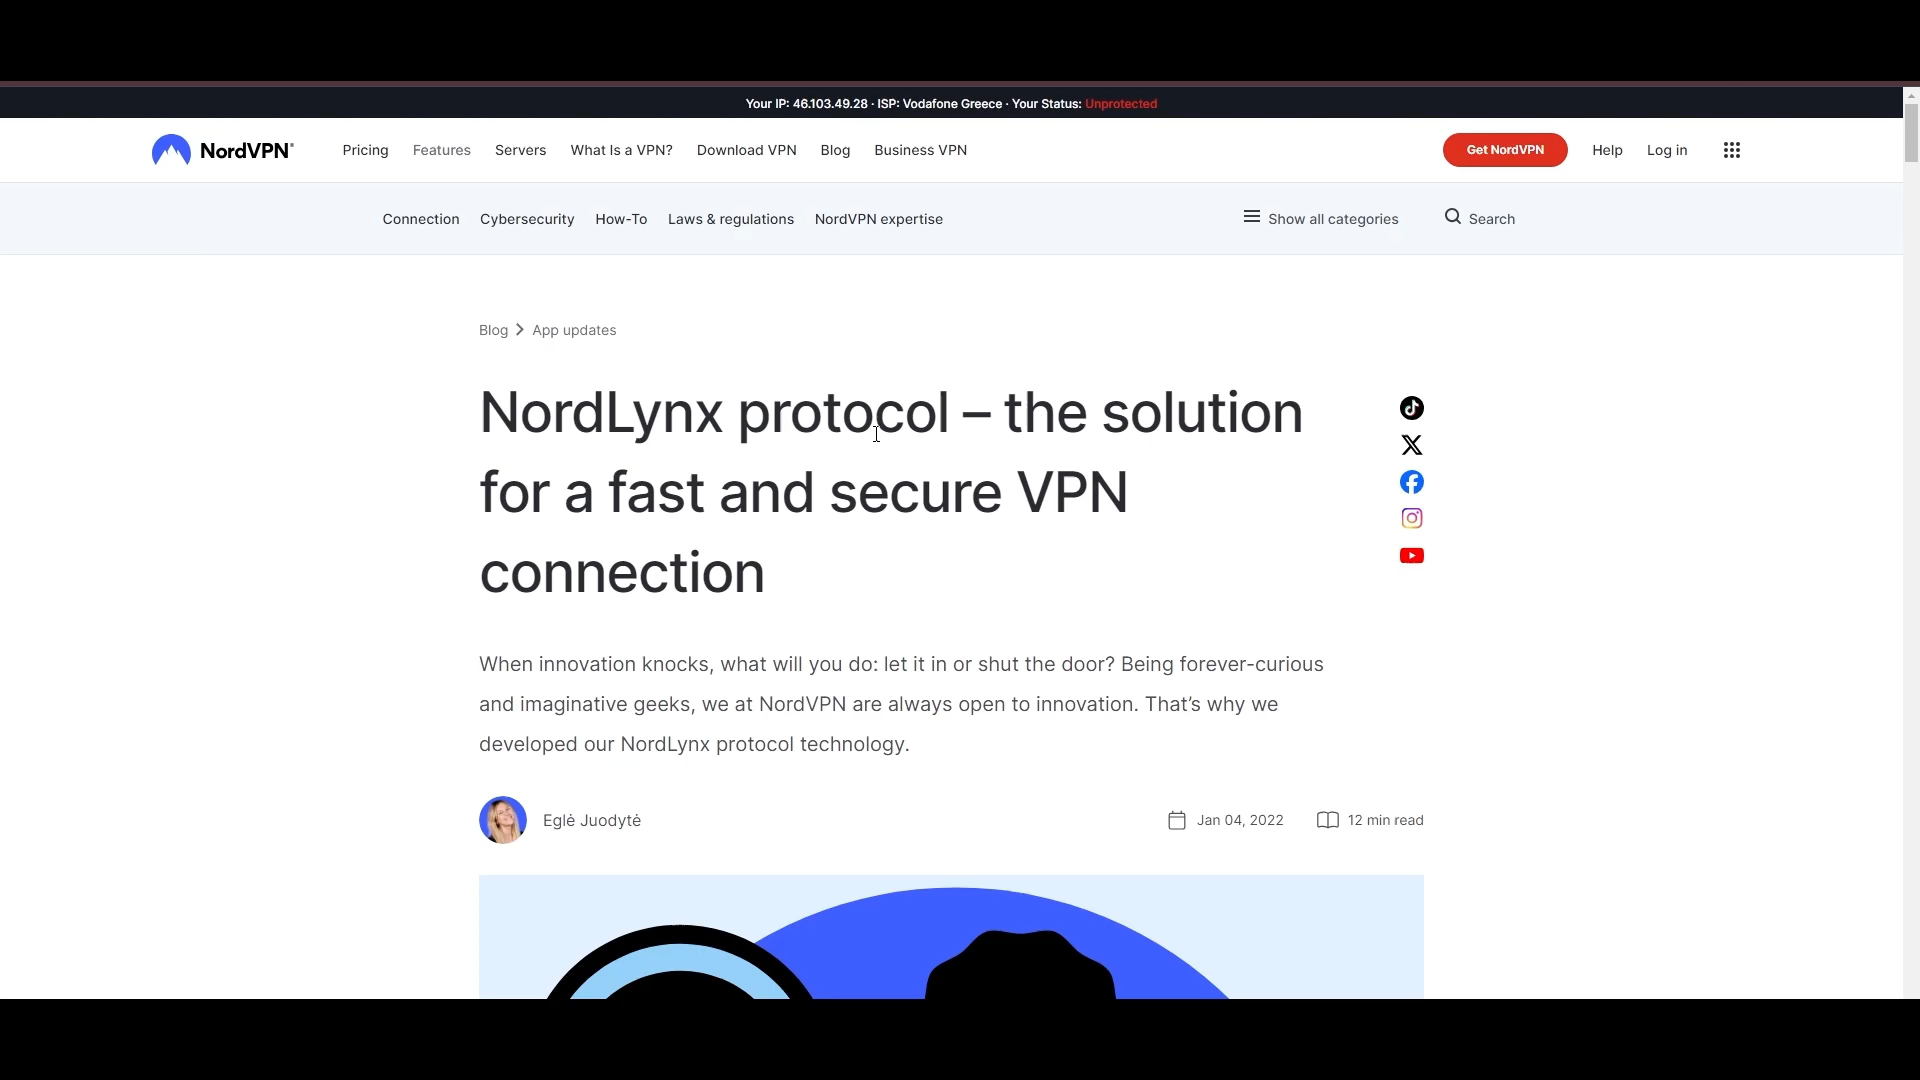 Your IP: 46.103.49.28 · ISP: Vodafone Greece · Your Status: Unprotected
NordVPN®
Pricing
Features
Servers
What Is a VPN?
Download VPN
Blog
Business VPN
Get NordVPN
Help
Log in
Connection
Cybersecurity
How-To
Laws & regulations
NordVPN expertise
Show all categories
Search
Blog
App updates
NordLynx protocol – the solution
for a fast and secure VPN
connection
When innovation knocks, what will you do: let it in or shut the door? Being forever-curious
and imaginative geeks, we at NordVPN are always open to innovation. That’s why we
developed our NordLynx protocol technology.
Eglė Juodytė
Jan 04, 2022
12 min read